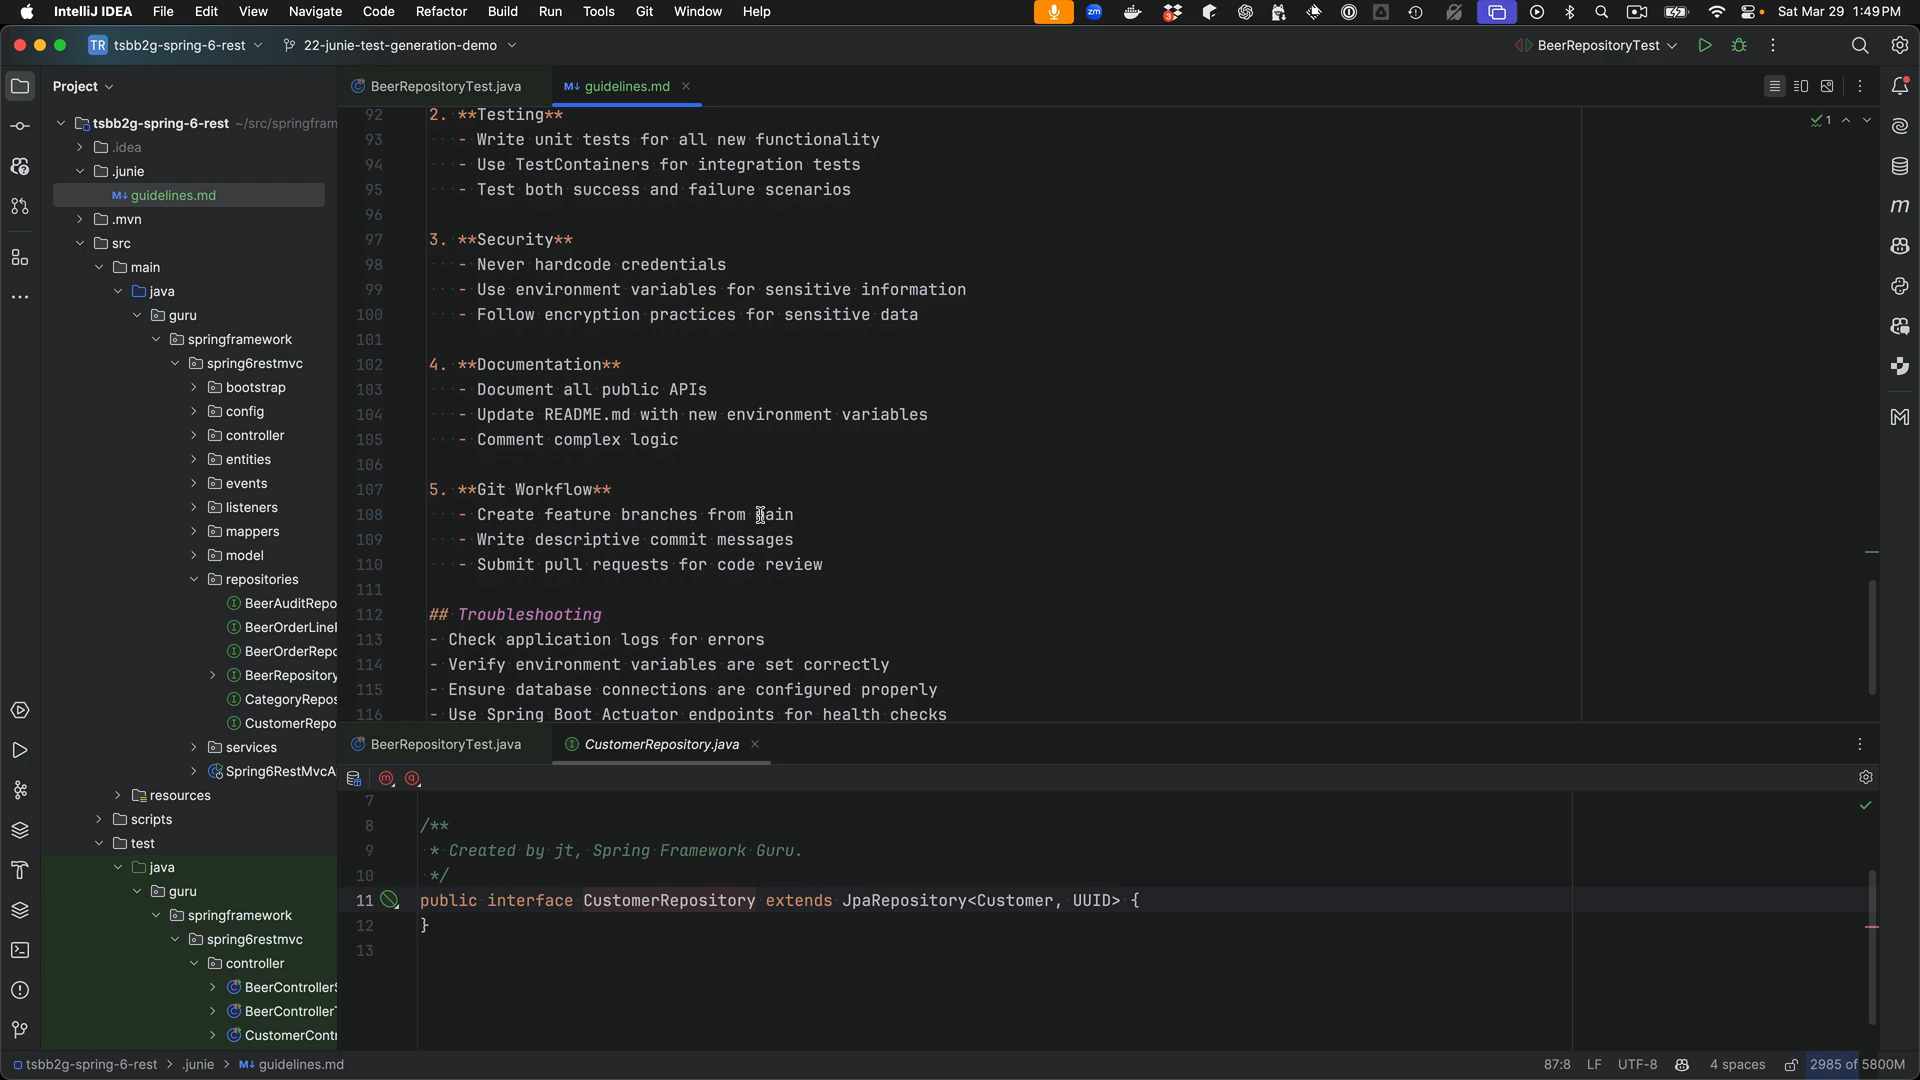 IntelliJ IDEA File Edit View Navigate Code Refactor Build Run Tools Git Window Help
zm
3
Sat Mar 29 1:49 PM
TR tsbb2g-spring-6-rest 22-junie-test-generation-demo BeerRepositoryTest
Project
tsbb2g-spring-6-rest ~/src/springfram
.idea
.junie
M↓ guidelines.md
.mvn
src
main
java
guru
springframework
spring6restmvc
bootstrap
config
controller
entities
events
listeners
mappers
model
repositories
BeerAuditRepo
BeerOrderLine
BeerOrderRepo
BeerRepository
CategoryRepos
CustomerRepo
services
Spring6RestMvcA
resources
scripts
test
java
guru
springframework
spring6restmvc
controller
BeerController
BeerController
CustomerContr
BeerRepositoryTest.java M↓ guidelines.md
1
92 2. **Testing**
93 - Write unit tests for all new functionality
94 - Use TestContainers for integration tests
95 - Test both success and failure scenarios
96
97 3. **Security**
98 - Never hardcode credentials
99 - Use environment variables for sensitive information
100 - Follow encryption practices for sensitive data
101
102 4. **Documentation**
103 - Document all public APIs
104 - Update README.md with new environment variables
105 - Comment complex logic
106
107 5. **Git Workflow**
108 - Create feature branches from main
109 - Write descriptive commit messages
110 - Submit pull requests for code review
111
112 ## Troubleshooting
113 - Check application logs for errors
114 - Verify environment variables are set correctly
115 - Ensure database connections are configured properly
116 - Use Spring Boot Actuator endpoints for health checks
BeerRepositoryTest.java CustomerRepository.java
7
8 /**
9 * Created by jt, Spring Framework Guru.
10 */
11 public interface CustomerRepository extends JpaRepository<Customer, UUID> {
12 }
13
tsbb2g-spring-6-rest > .junie > M↓ guidelines.md
87:8 LF UTF-8 4 spaces 2985 of 5800M